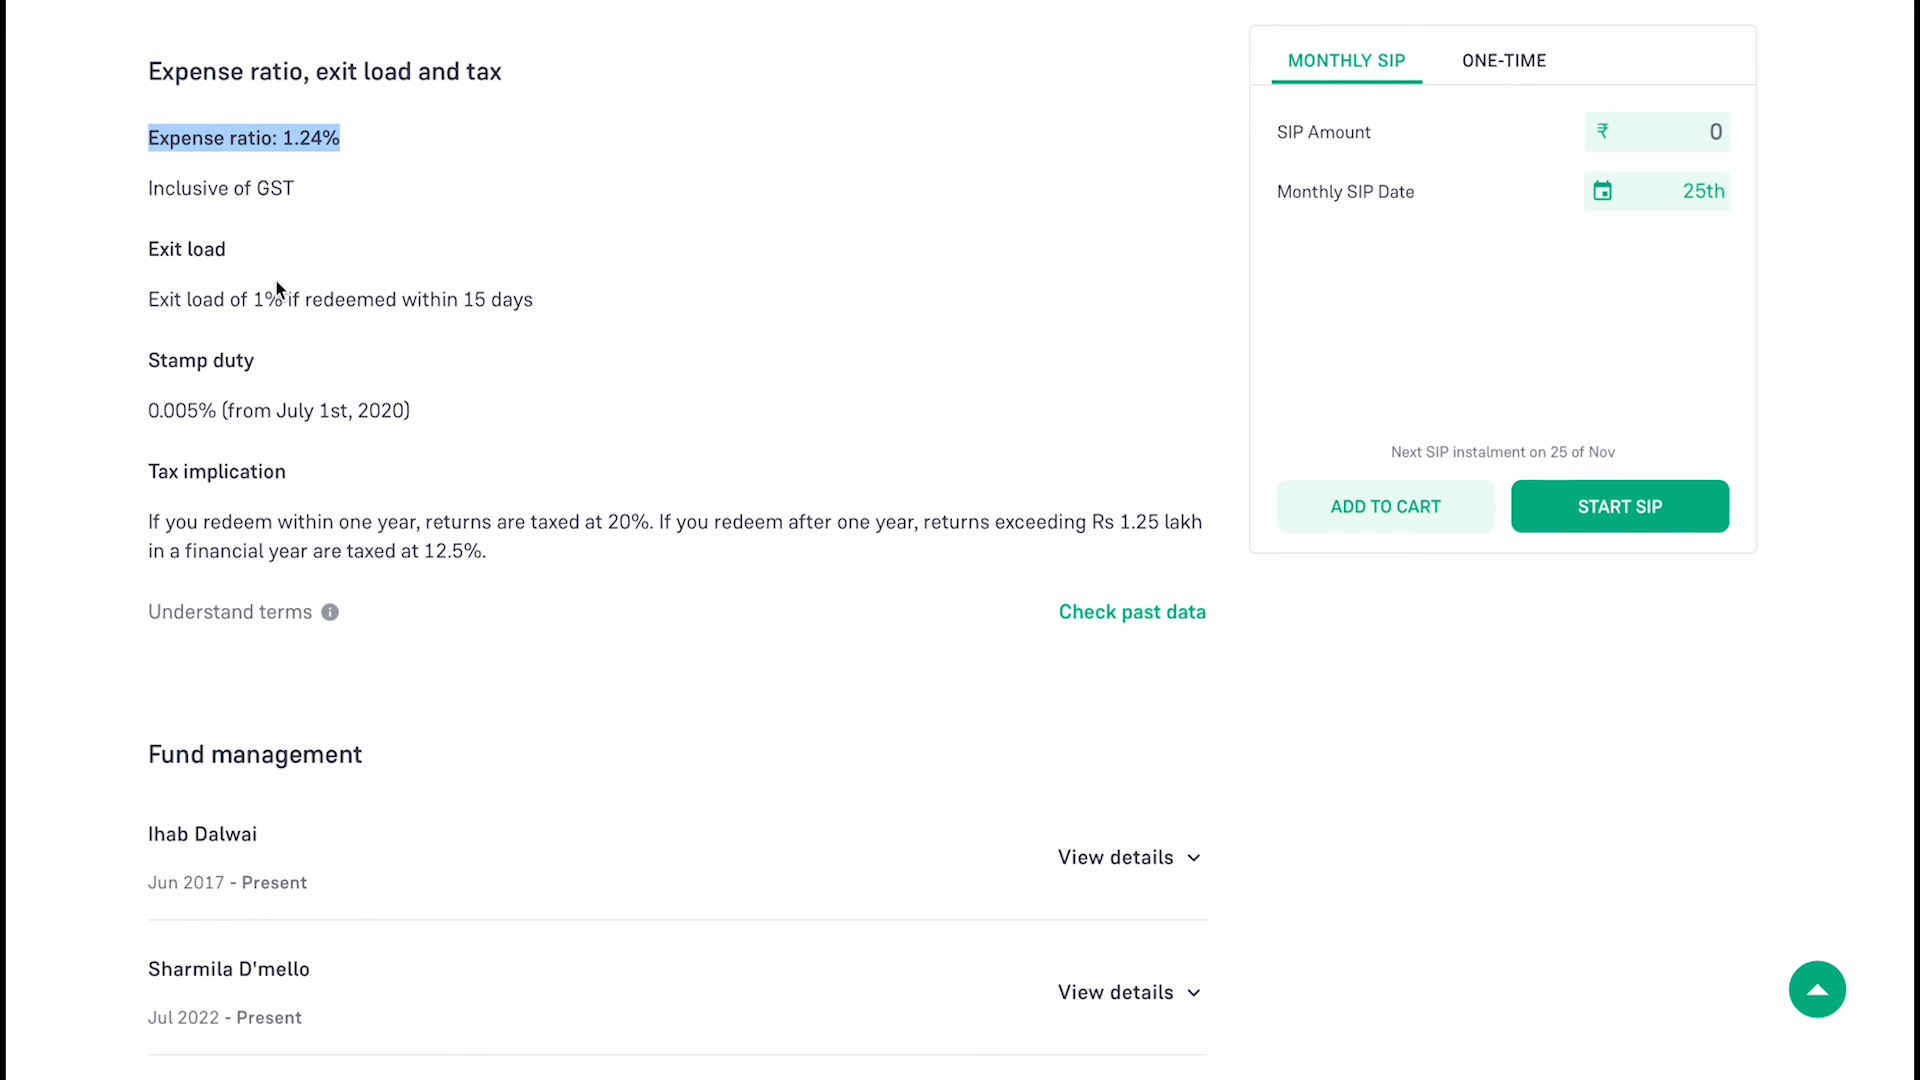 Expense ratio, exit load and tax
Expense ratio: 1.24%
Inclusive of GST
Exit load
Exit load of 1% if redeemed within 15 days
Stamp duty
0.005% (from July 1st, 2020)
Tax implication
If you redeem within one year, returns are taxed at 20%. If you redeem after one year, returns exceeding Rs 1.25 lakh
in a financial year are taxed at 12.5%.
Understand terms
Check past data
Fund management
Ihab Dalwai
Jun 2017 - Present
View details
Sharmila D'mello
Jul 2022 - Present
View details
MONTHLY SIP ONE-TIME
SIP Amount ₹ 0
Monthly SIP Date 25th
Next SIP instalment on 25 of Nov
ADD TO CART START SIP